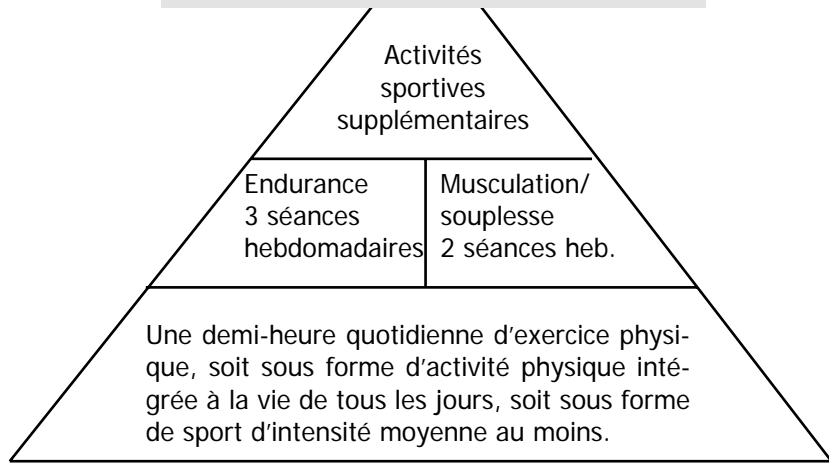 Activités
sportives
supplémentaires
Endurance
3 séances
hebdomadaires
Musculation/
souplesse
2 séances heb.
Une demi-heure quotidienne d'exercice physi-
que, soit sous forme d'activité physique inté-
grée à la vie de tous les jours, soit sous forme
de sport d'intensité moyenne au moins.